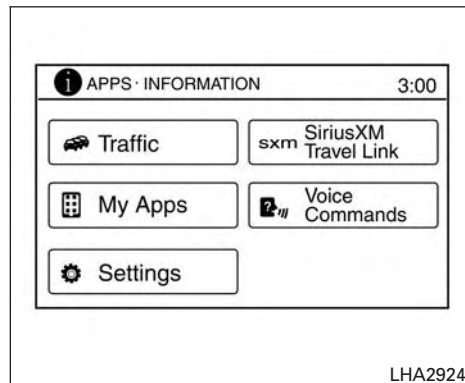 i APPS · INFORMATION 3:00
Traffic
sxm SiriusXM
Travel Link
My Apps
? Voice
Commands
Settings
LHA2924